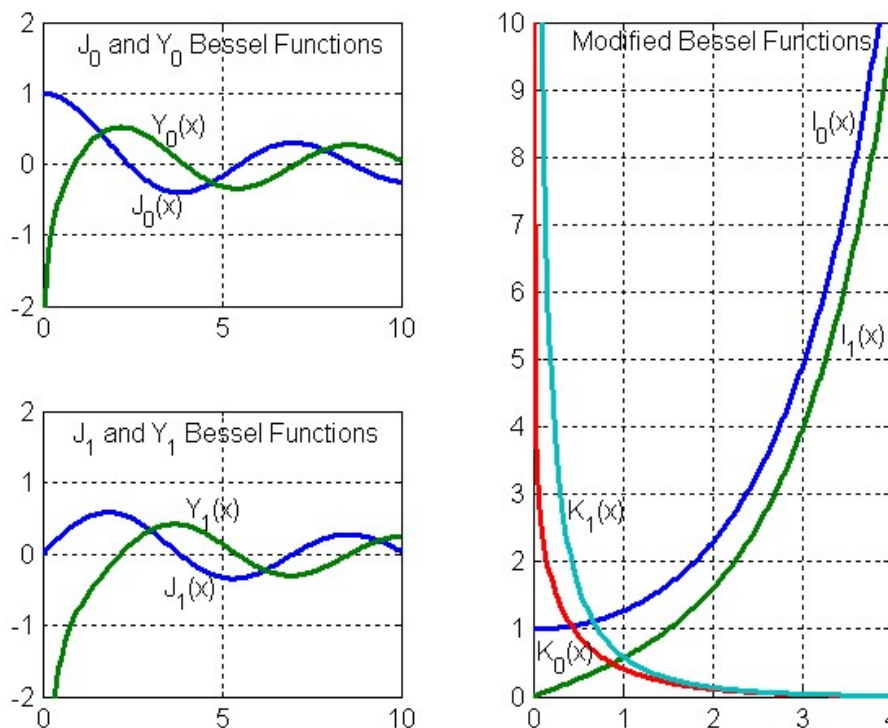 J0 and Y0 Bessel Functions
2
1
0
-1
-2
Y0(x)
J0(x)
0 5 10
J1 and Y1 Bessel Functions
2
1
0
-1
-2
Y1(x)
J1(x)
0 5 10
Modified Bessel Functions
10
9
8
7
6
5
4
3
2
1
0
I0(x)
I1(x)
K1(x)
K0(x)
0 1 2 3 4